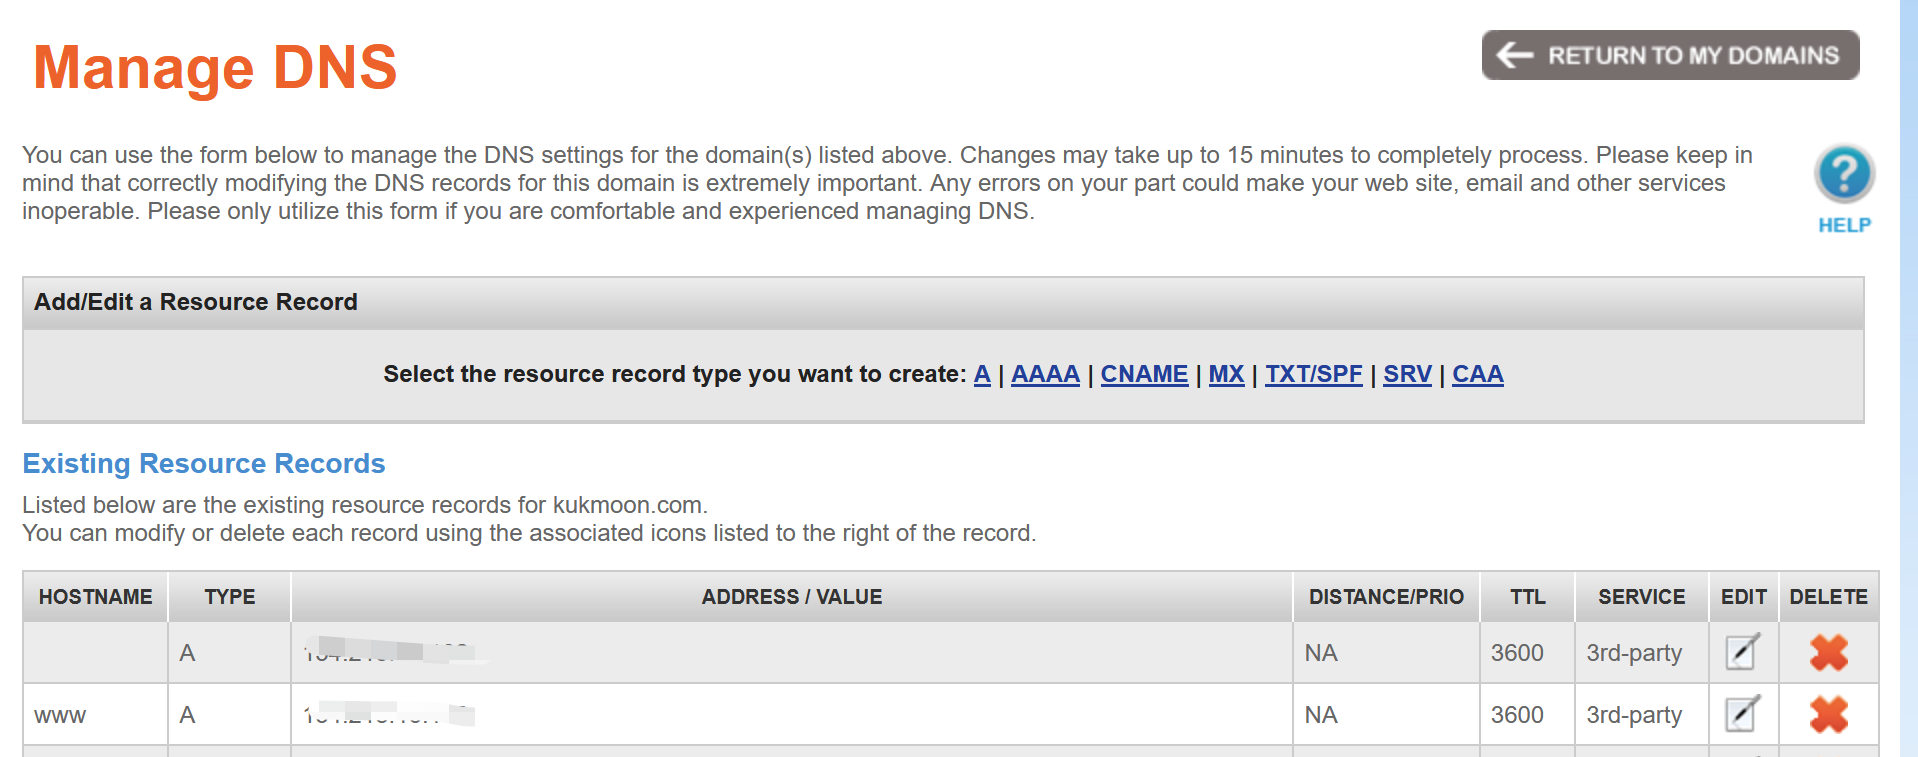 Manage DNS
RETURN TO MY DOMAINS
You can use the form below to manage the DNS settings for the domain(s) listed above. Changes may take up to 15 minutes to completely process. Please keep in
mind that correctly modifying the DNS records for this domain is extremely important. Any errors on your part could make your web site, email and other services
inoperable. Please only utilize this form if you are comfortable and experienced managing DNS.
HELP
Add/Edit a Resource Record
Select the resource record type you want to create: A | AAAA | CNAME | MX | TXT/SPF | SRV | CAA
Existing Resource Records
Listed below are the existing resource records for kukmoon.com.
You can modify or delete each record using the associated icons listed to the right of the record.
HOSTNAME TYPE ADDRESS / VALUE DISTANCE/PRIO TTL SERVICE EDIT DELETE
A NA 3600 3rd-party
www A NA 3600 3rd-party